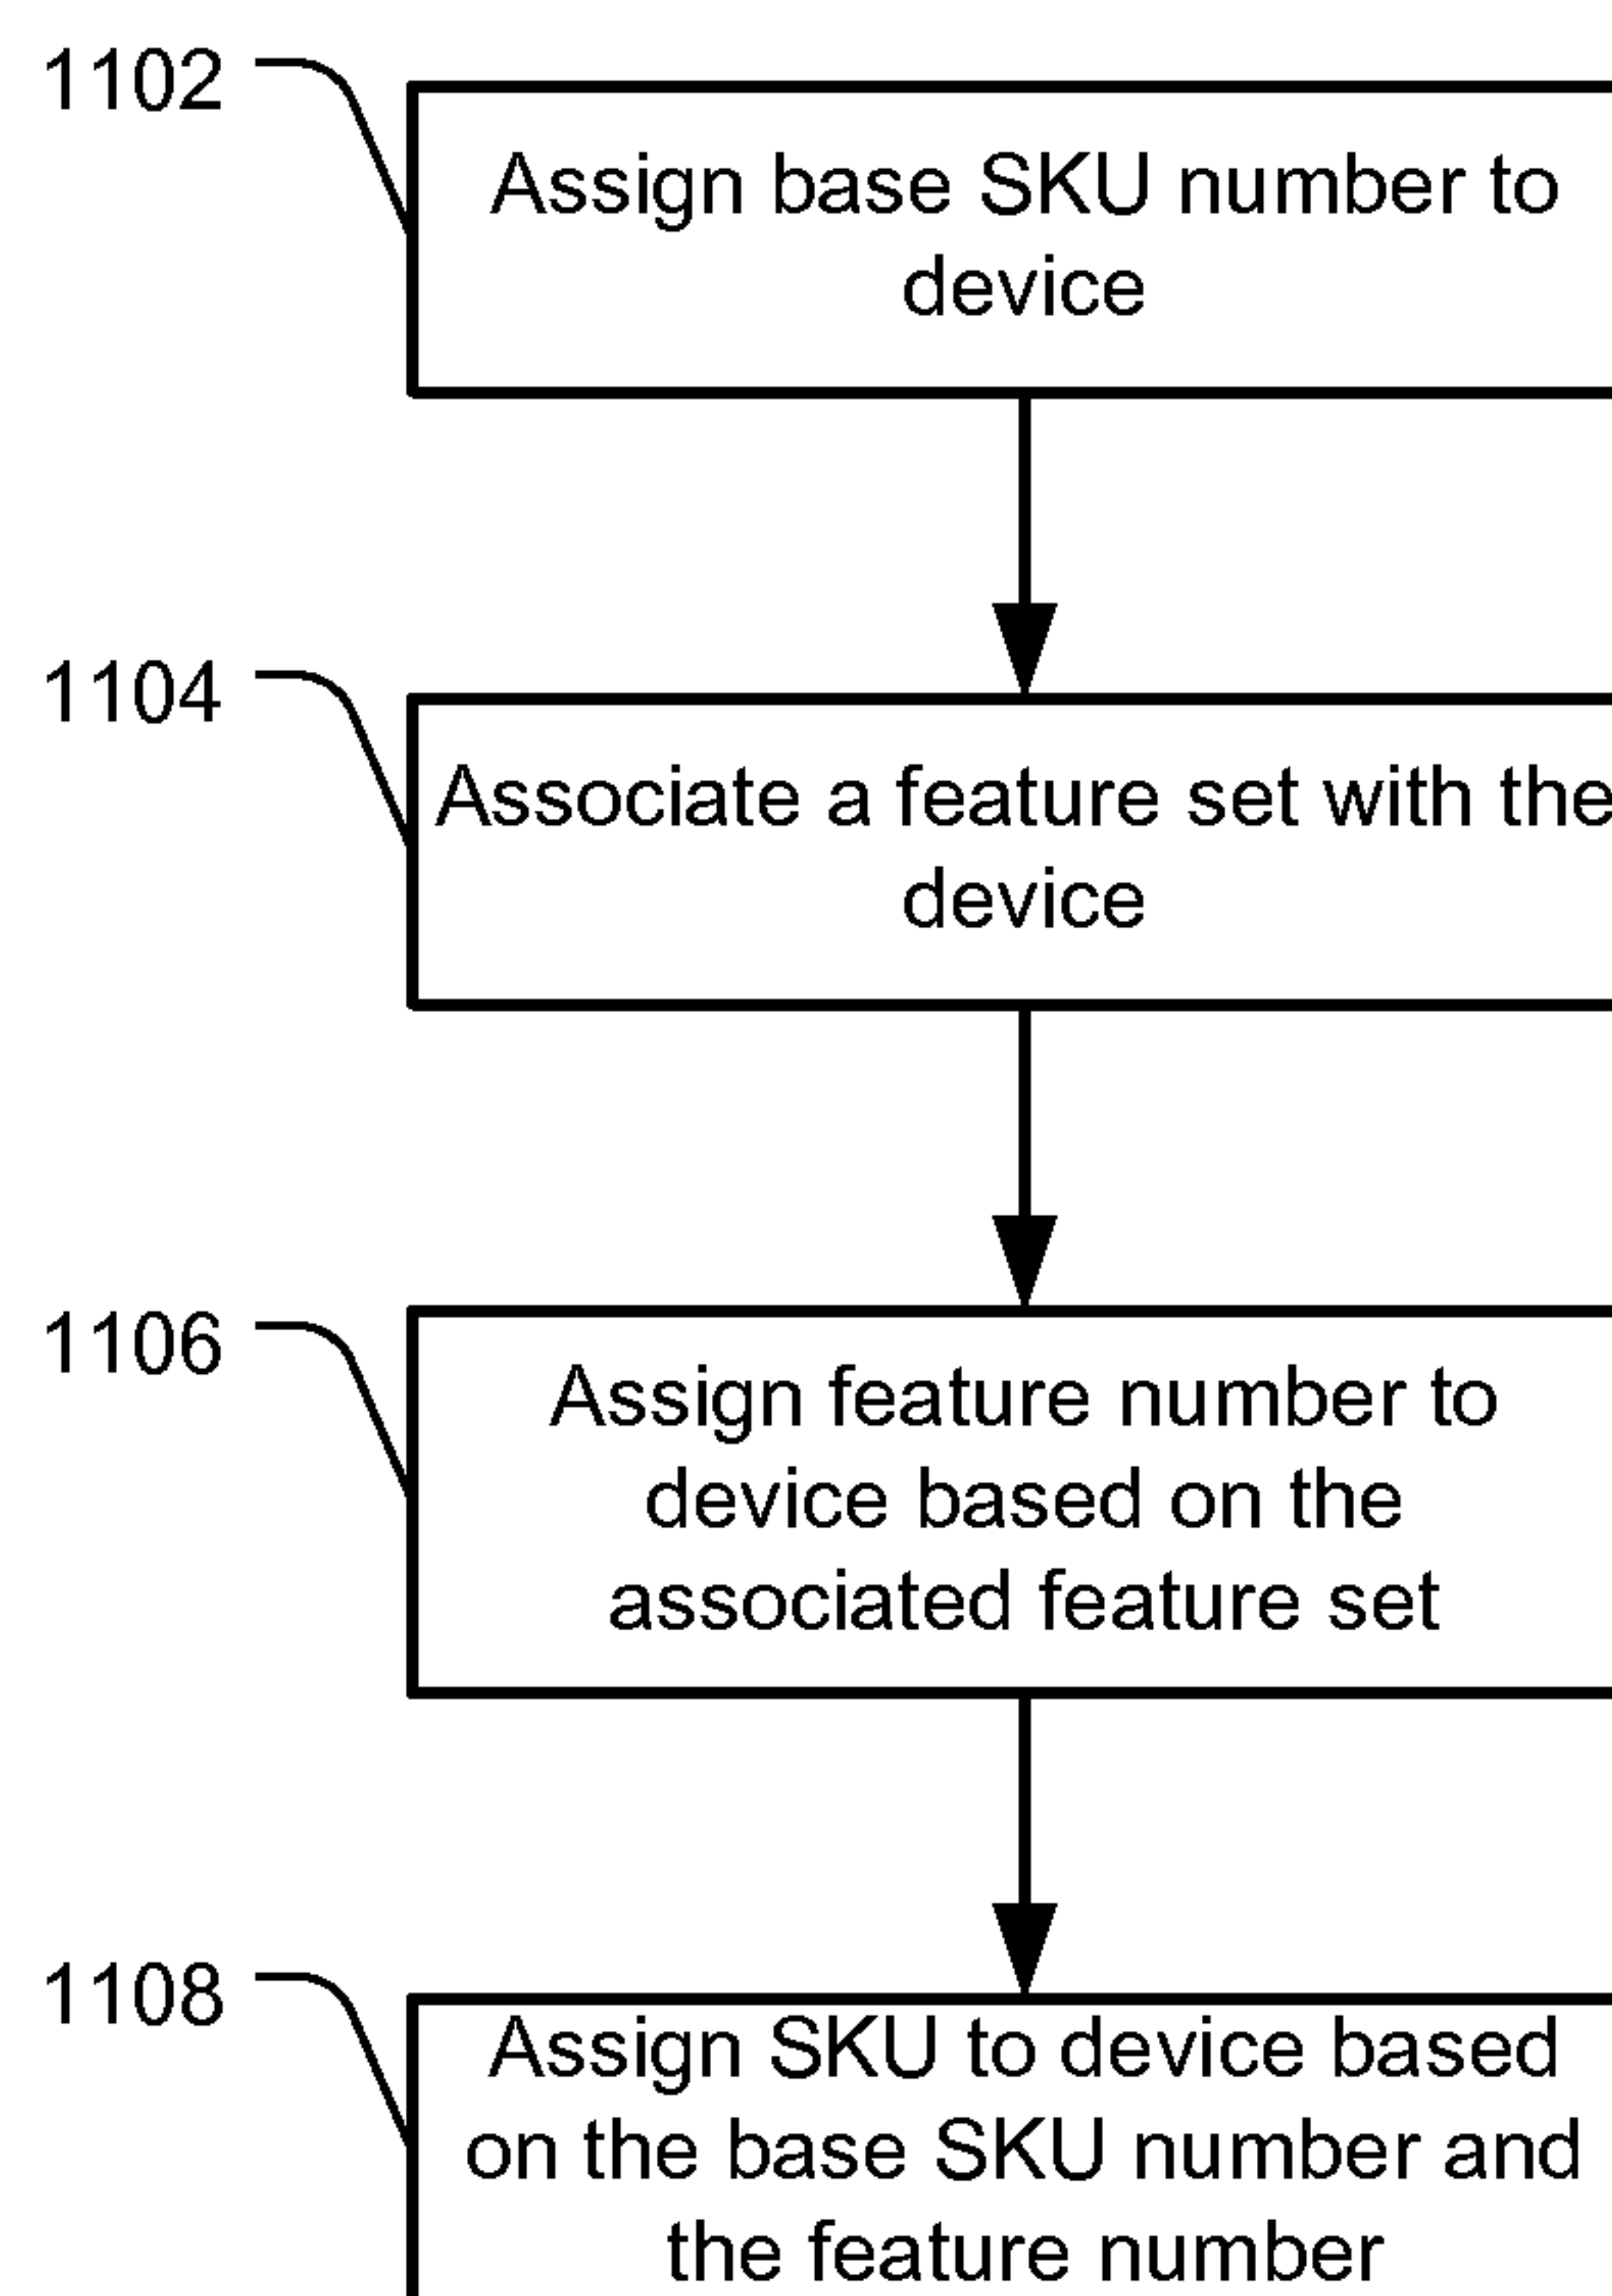 1102
Assign base SKU number to
device
1104
Associate a feature set with the
device
1106
Assign feature number to
device based on the
associated feature set
1108
Assign SKU to device based
on the base SKU number and
the feature number